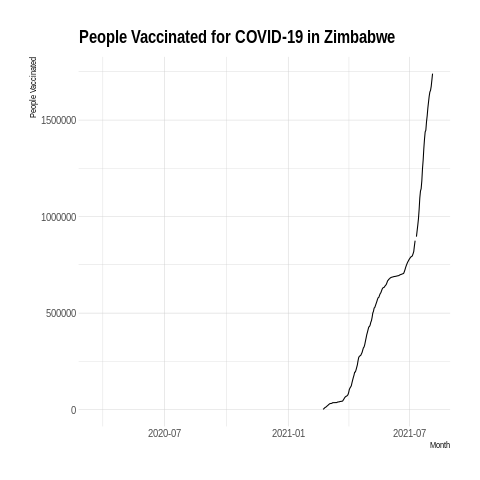 People Vaccinated for COVID-19 in Zimbabwe
People Vaccinated
1500000
1000000
500000
0
2020-07 2021-01 2021-07
Month